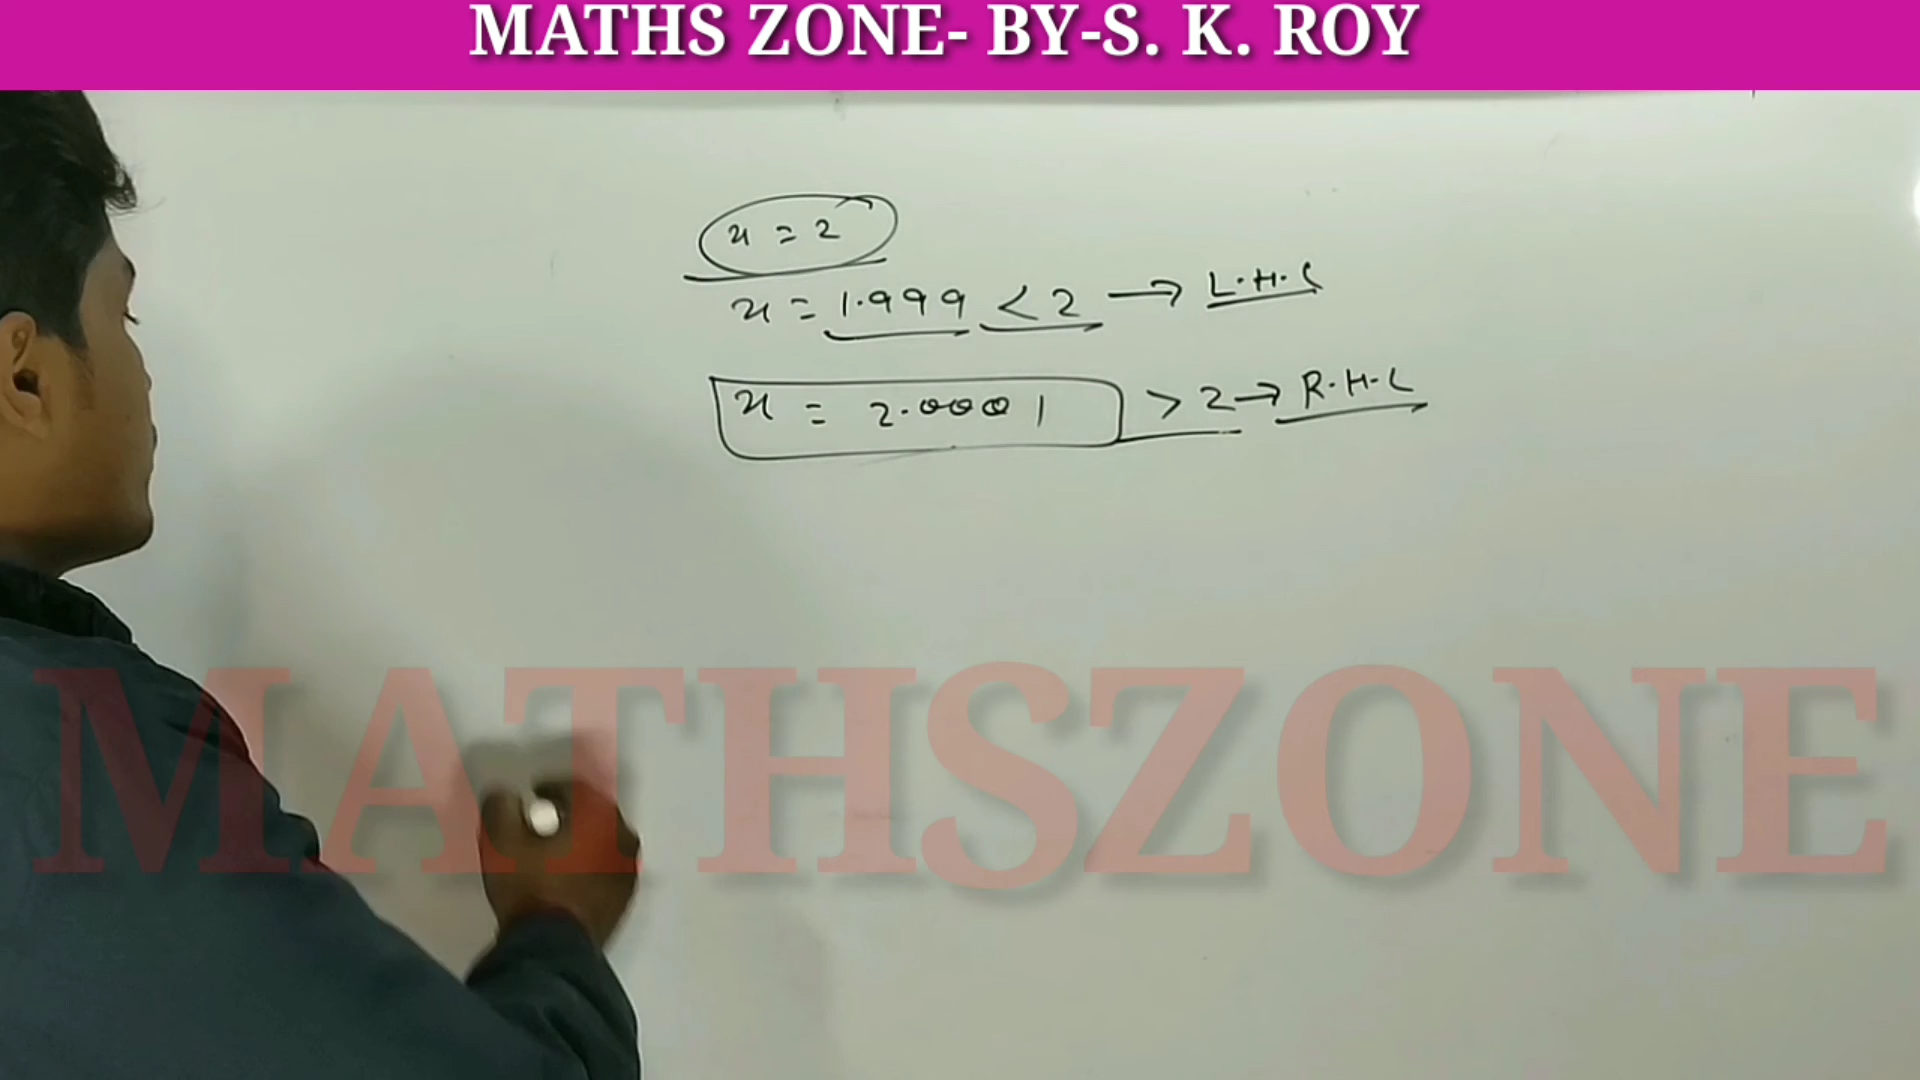 MATHS ZONE- BY-S. K. ROY
x = 2
x = 1.999 < 2 → L.H.L
x = 2.0001 > 2 → R.H.L
MATHSZONE